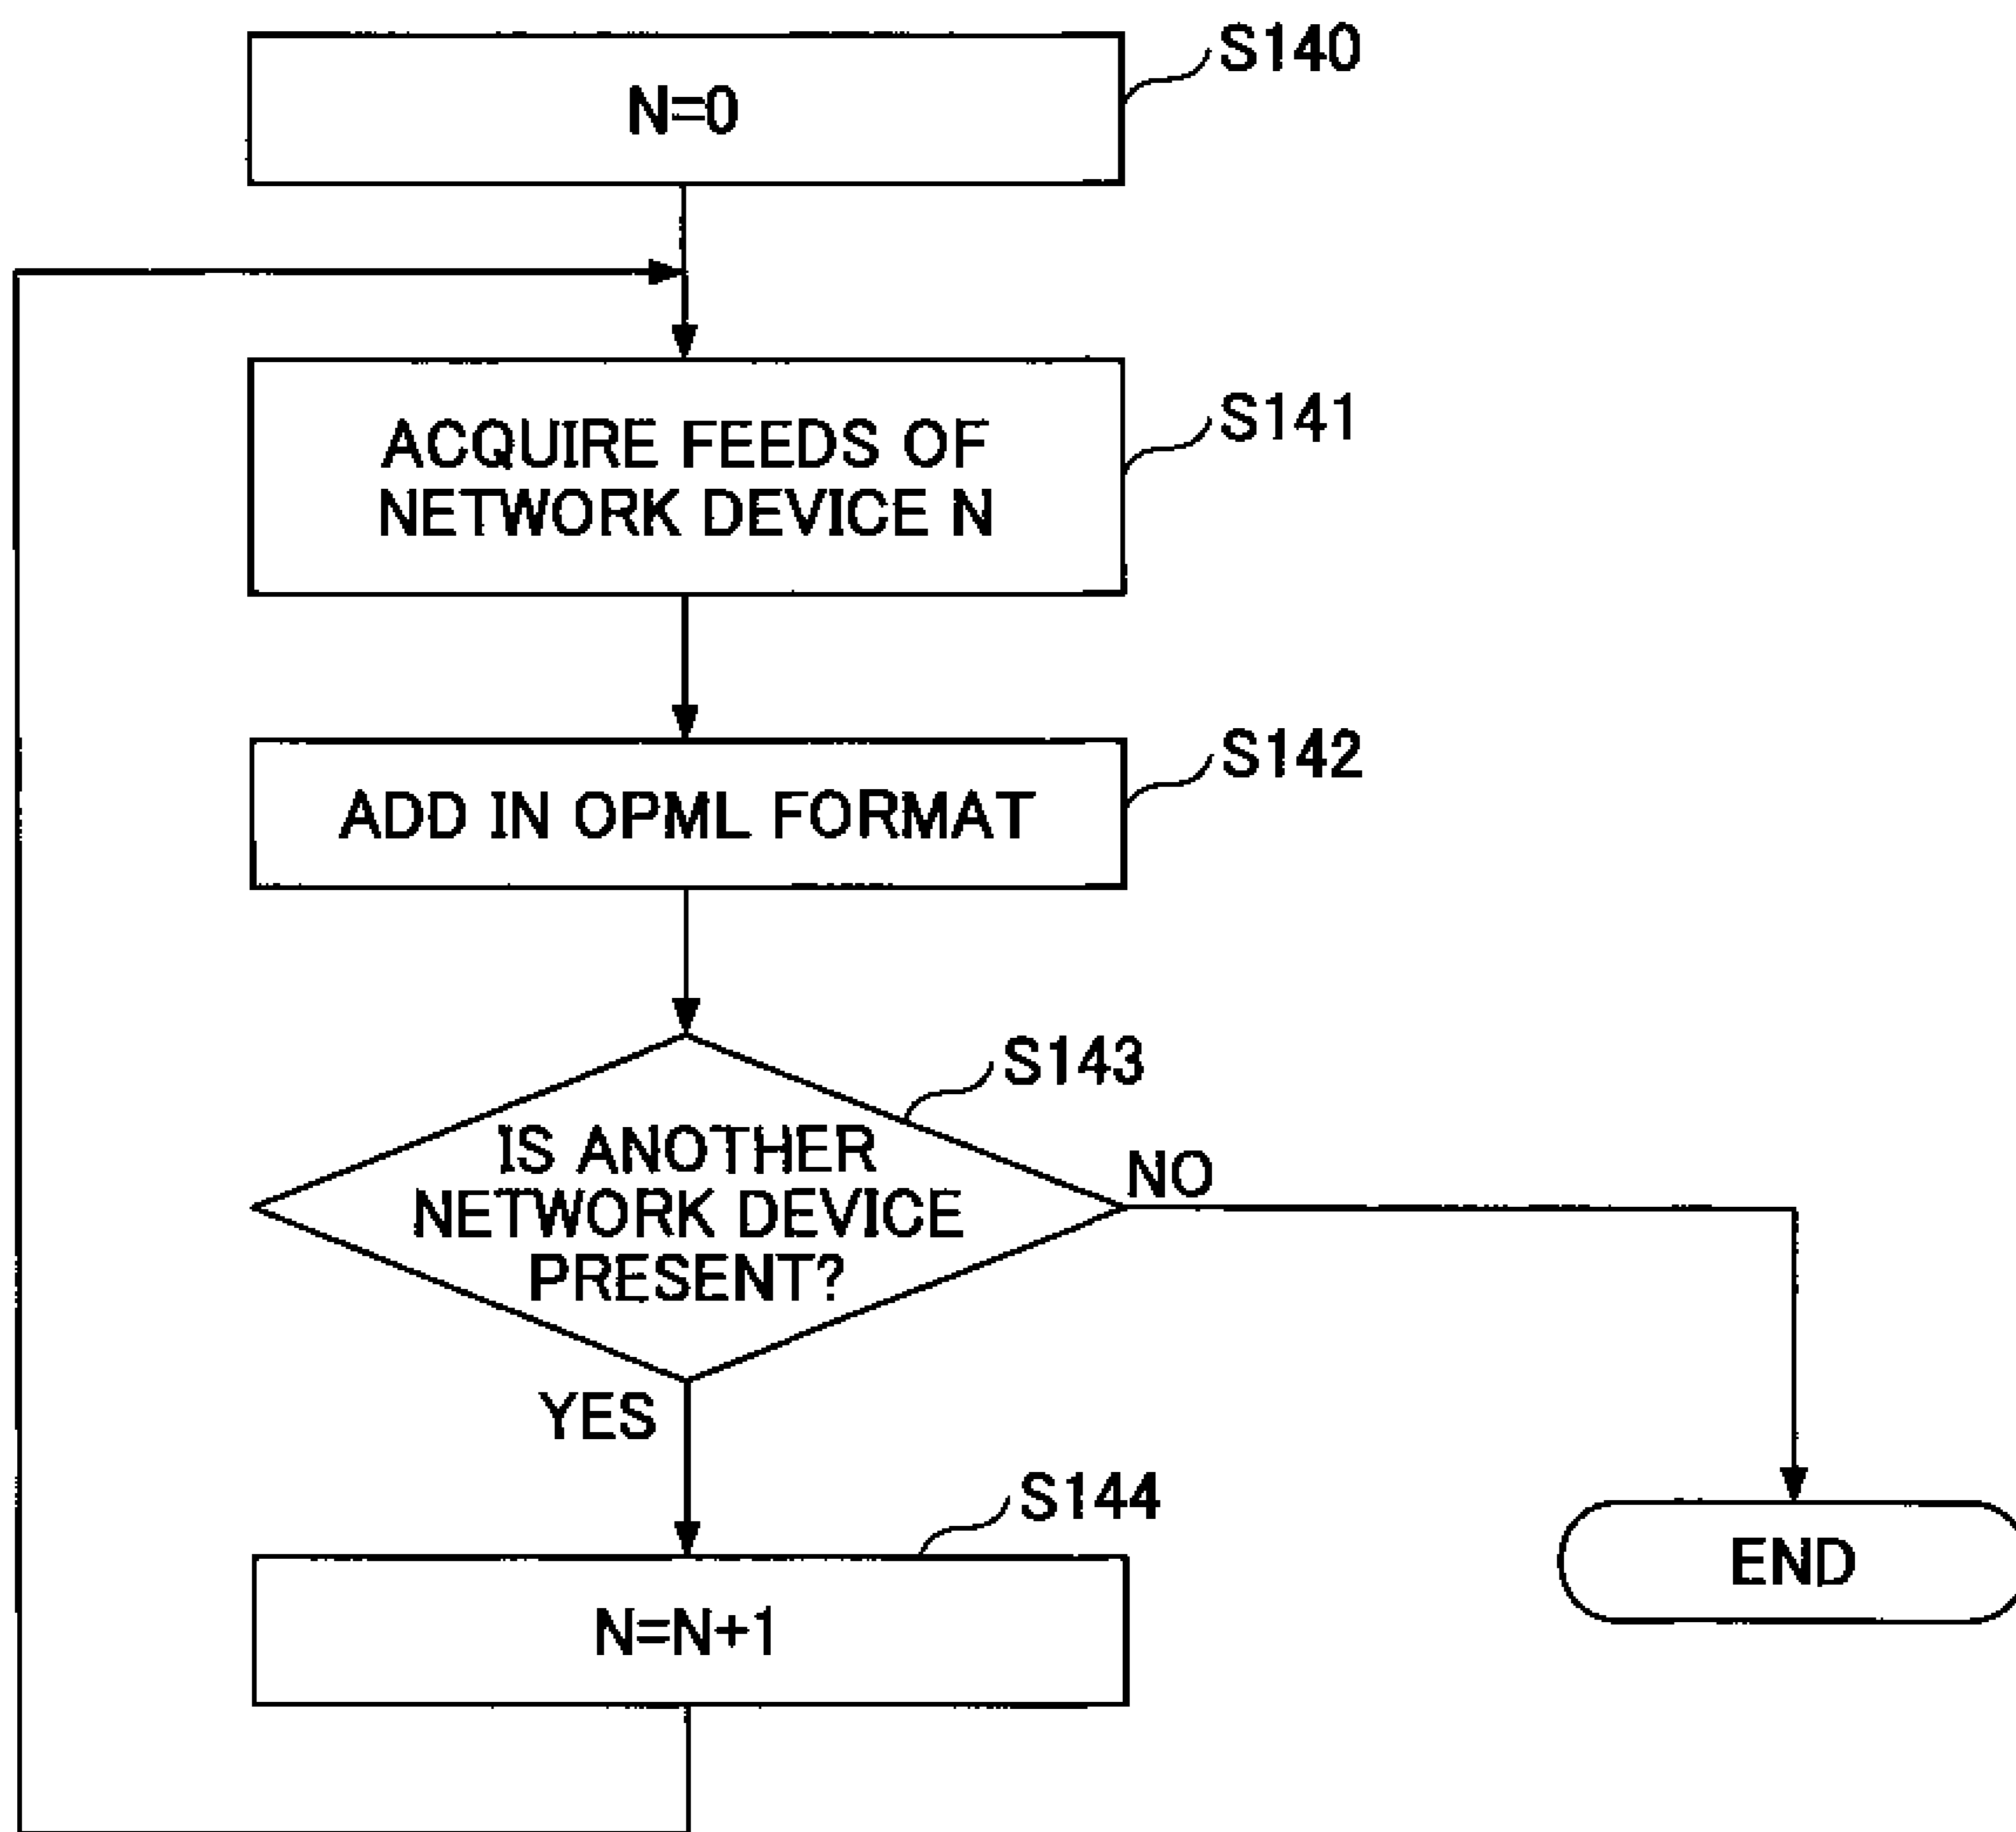 S140
N=0
S141
ACQUIRE FEEDS OF
NETWORK DEVICE N
S142
ADD IN OPML FORMAT
S143
IS ANOTHER
NETWORK DEVICE
PRESENT?
NO
YES
S144
N=N+1
END